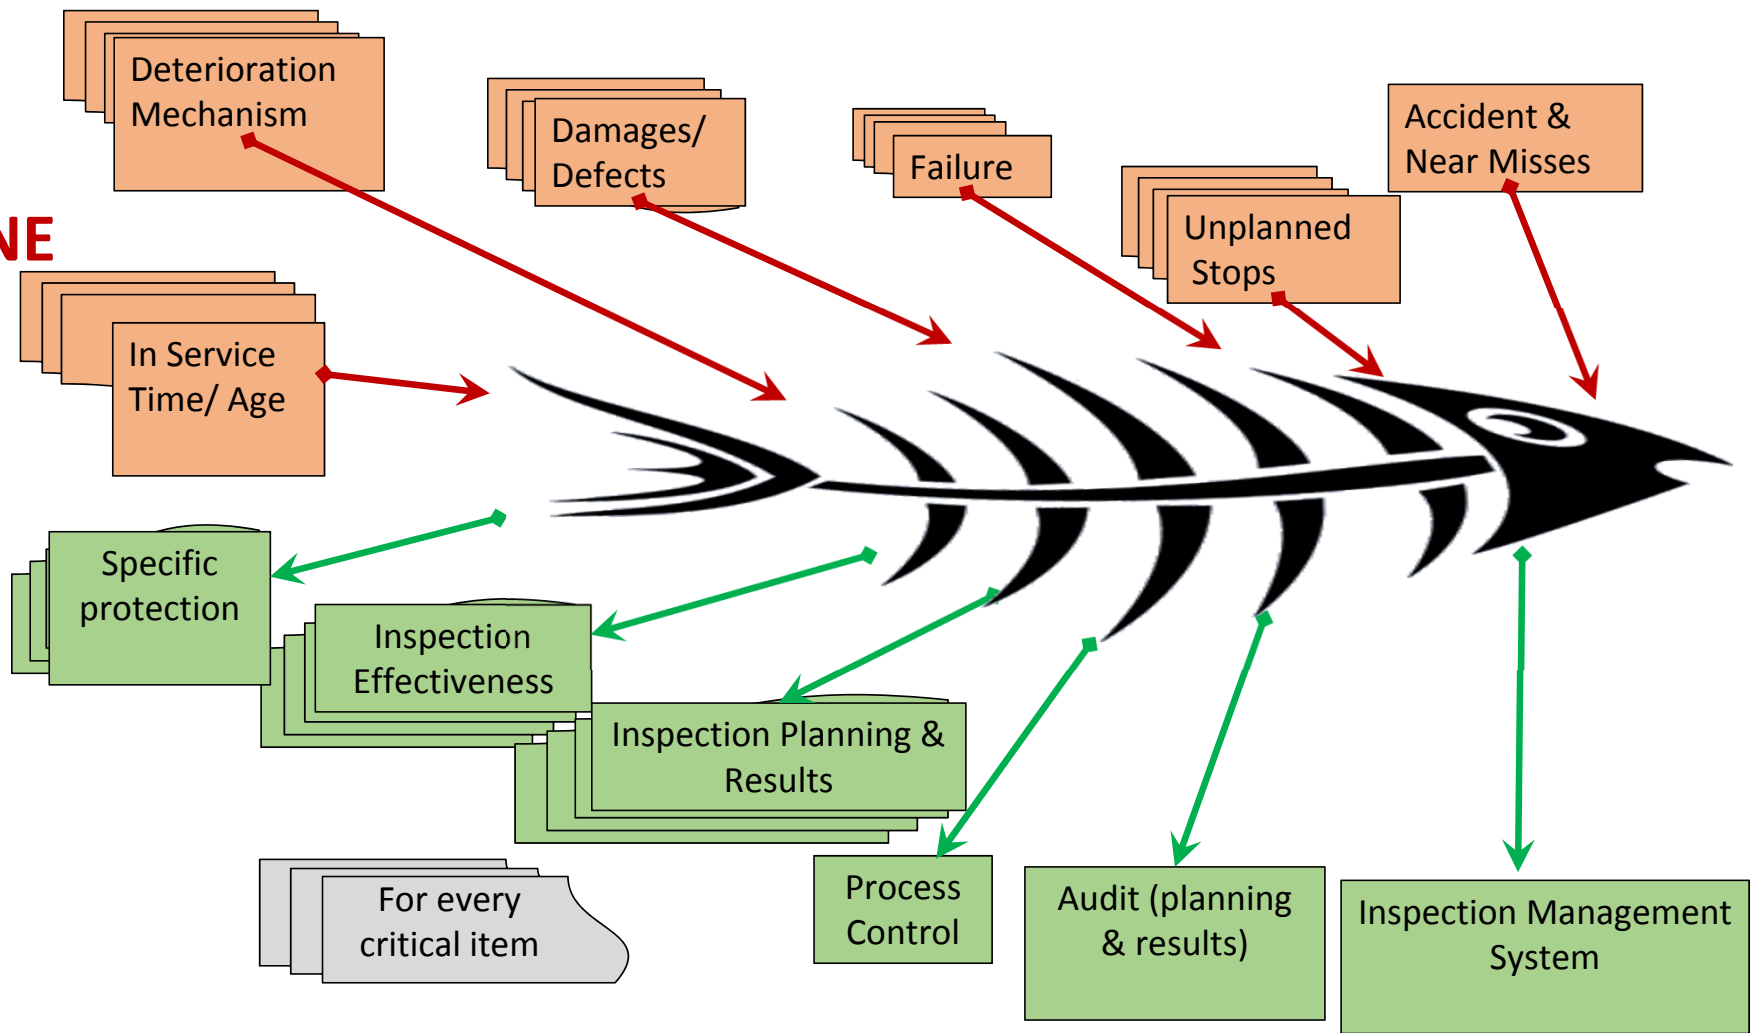 Deterioration
Mechanism
Damages/
Defects
Failure
Accident &
Near Misses
Unplanned
Stops
NE
In Service
Time/ Age
Specific
protection
Inspection
Effectiveness
Inspection Planning &
Results
For every
critical item
Process
Control
Audit (planning
& results)
Inspection Management
System